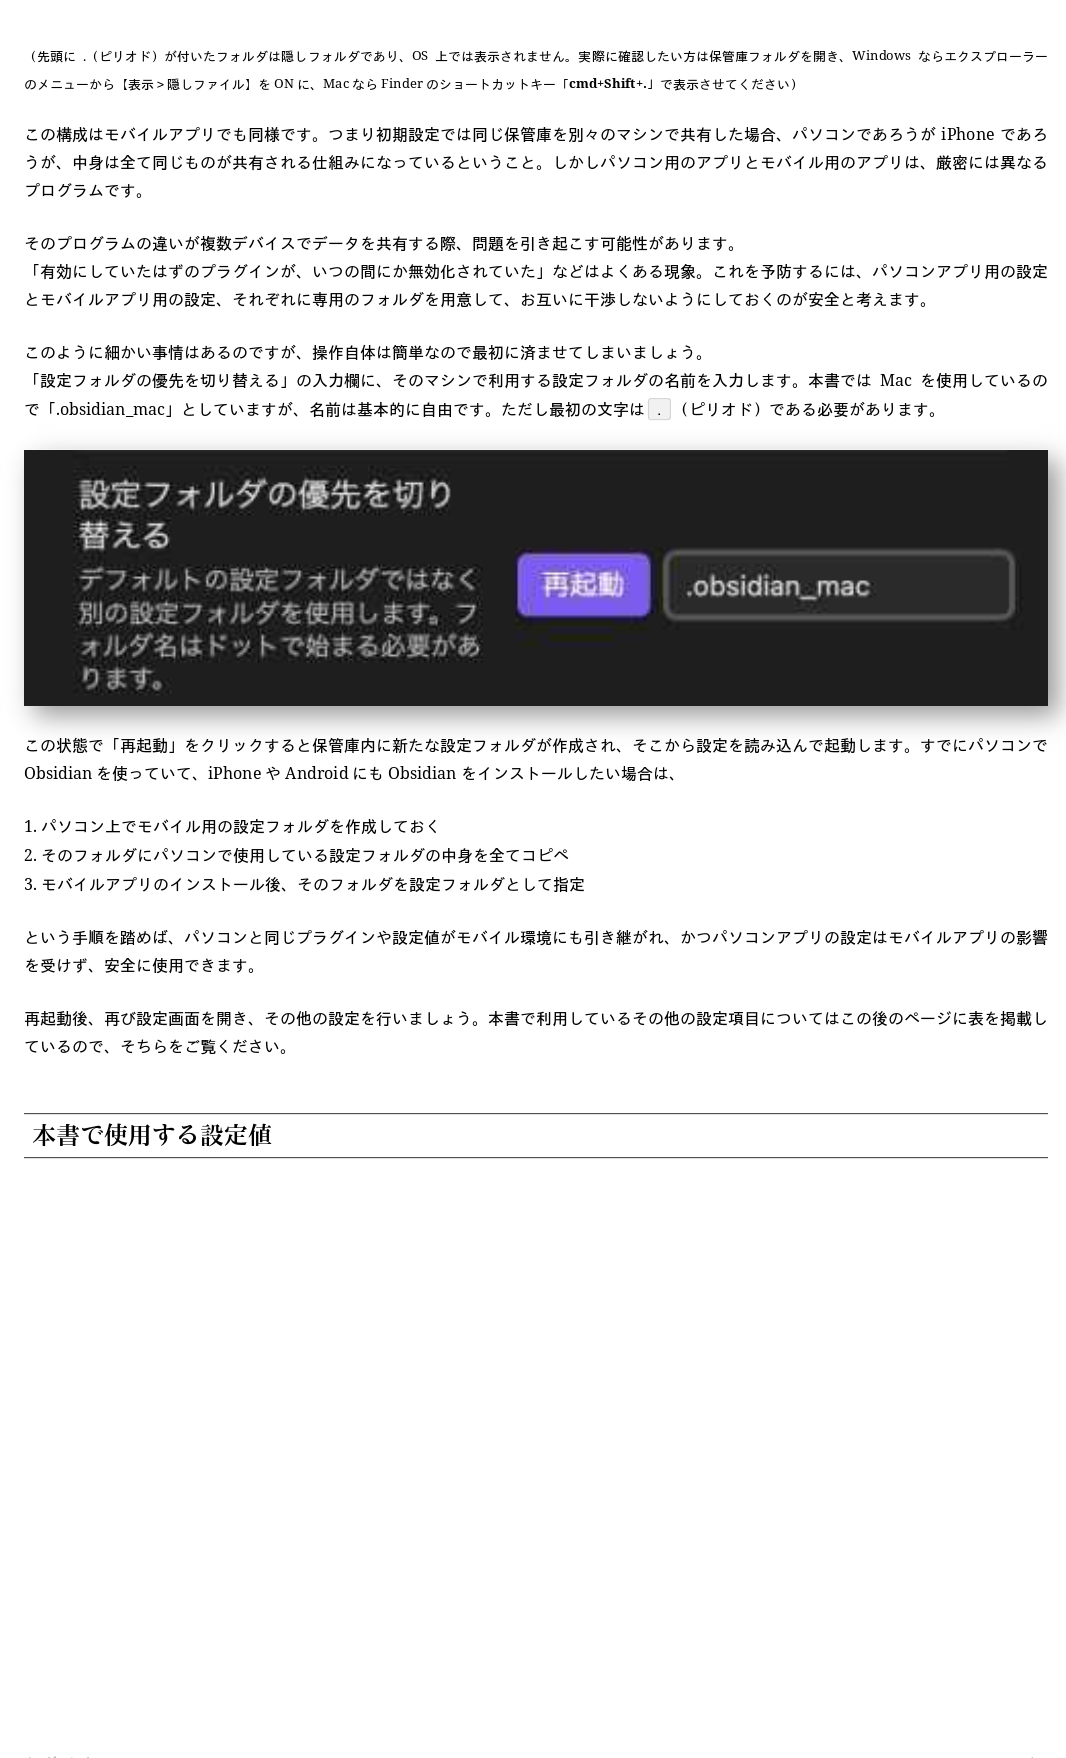 （先頭に .（ピリオド）が付いたフォルダは隠しフォルダであり、OS 上では表示されません。実際に確認したい方は保管庫フォルダを開き、Windows ならエクスプローラー
のメニューから【表示 > 隠しファイル】を ON に、Mac なら Finder のショートカットキー「cmd+Shift+.」で表示させてください）
この構成はモバイルアプリでも同様です。つまり初期設定では同じ保管庫を別々のマシンで共有した場合、パソコンであろうが iPhone であろ
うが、中身は全て同じものが共有される仕組みになっているということ。しかしパソコン用のアプリとモバイル用のアプリは、厳密には異なる
プログラムです。
そのプログラムの違いが複数デバイスでデータを共有する際、問題を引き起こす可能性があります。
「有効にしていたはずのプラグインが、いつの間にか無効化されていた」などはよくある現象。これを予防するには、パソコンアプリ用の設定
とモバイルアプリ用の設定、それぞれに専用のフォルダを用意して、お互いに干渉しないようにしておくのが安全と考えます。
このように細かい事情はあるのですが、操作自体は簡単なので最初に済ませてしまいましょう。
「設定フォルダの優先を切り替える」の入力欄に、そのマシンで利用する設定フォルダの名前を入力します。本書では Mac を使用しているの
で「.obsidian_mac」としていますが、名前は基本的に自由です。ただし最初の文字は . （ピリオド）である必要があります。
設定フォルダの優先を切り
替える
デフォルトの設定フォルダではなく
別の設定フォルダを使用します。フ
ォルダ名はドットで始まる必要があ
ります。
再起動
.obsidian_mac
この状態で「再起動」をクリックすると保管庫内に新たな設定フォルダが作成され、そこから設定を読み込んで起動します。すでにパソコンで
Obsidian を使っていて、iPhone や Android にも Obsidian をインストールしたい場合は、
1. パソコン上でモバイル用の設定フォルダを作成しておく
2. そのフォルダにパソコンで使用している設定フォルダの中身を全てコピペ
3. モバイルアプリのインストール後、そのフォルダを設定フォルダとして指定
という手順を踏めば、パソコンと同じプラグインや設定値がモバイル環境にも引き継がれ、かつパソコンアプリの設定はモバイルアプリの影響
を受けず、安全に使用できます。
再起動後、再び設定画面を開き、その他の設定を行いましょう。本書で利用しているその他の設定項目についてはこの後のページに表を掲載し
ているので、そちらをご覧ください。
本書で使用する設定値